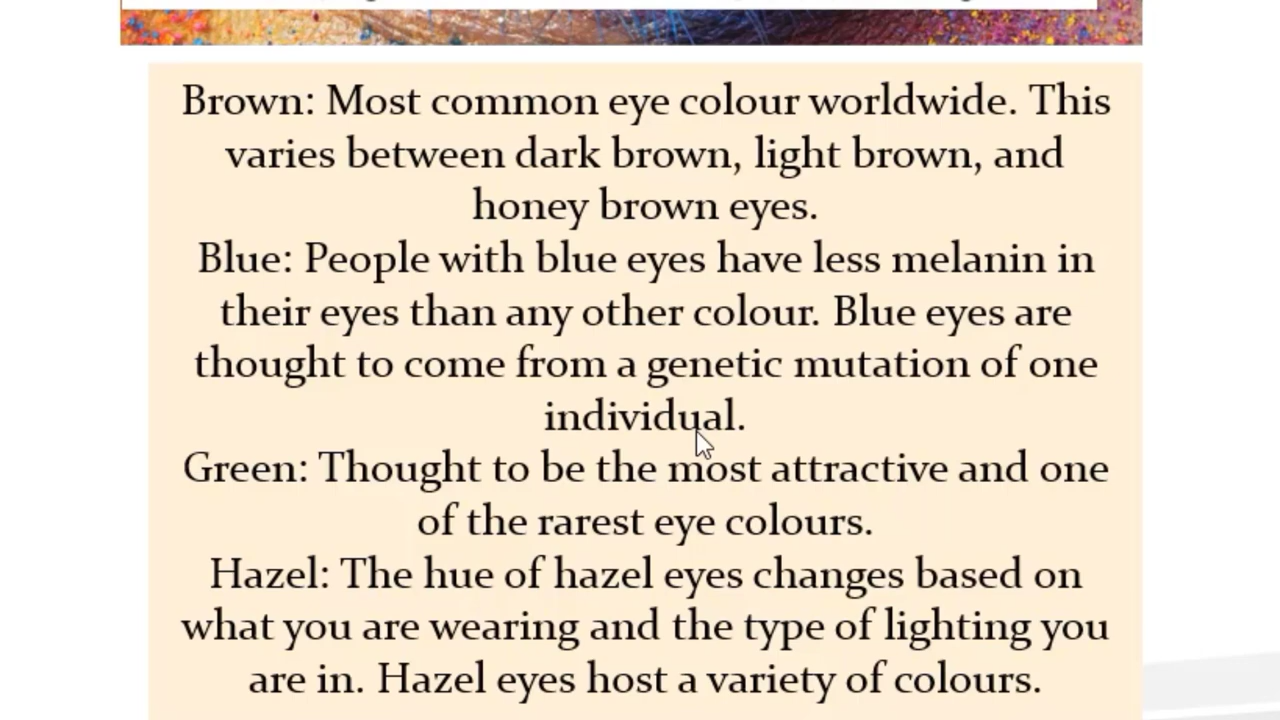 Brown: Most common eye colour worldwide. This
varies between dark brown, light brown, and
honey brown eyes.
Blue: People with blue eyes have less melanin in
their eyes than any other colour. Blue eyes are
thought to come from a genetic mutation of one
individual.
Green: Thought to be the most attractive and one
of the rarest eye colours.
Hazel: The hue of hazel eyes changes based on
what you are wearing and the type of lighting you
are in. Hazel eyes host a variety of colours.